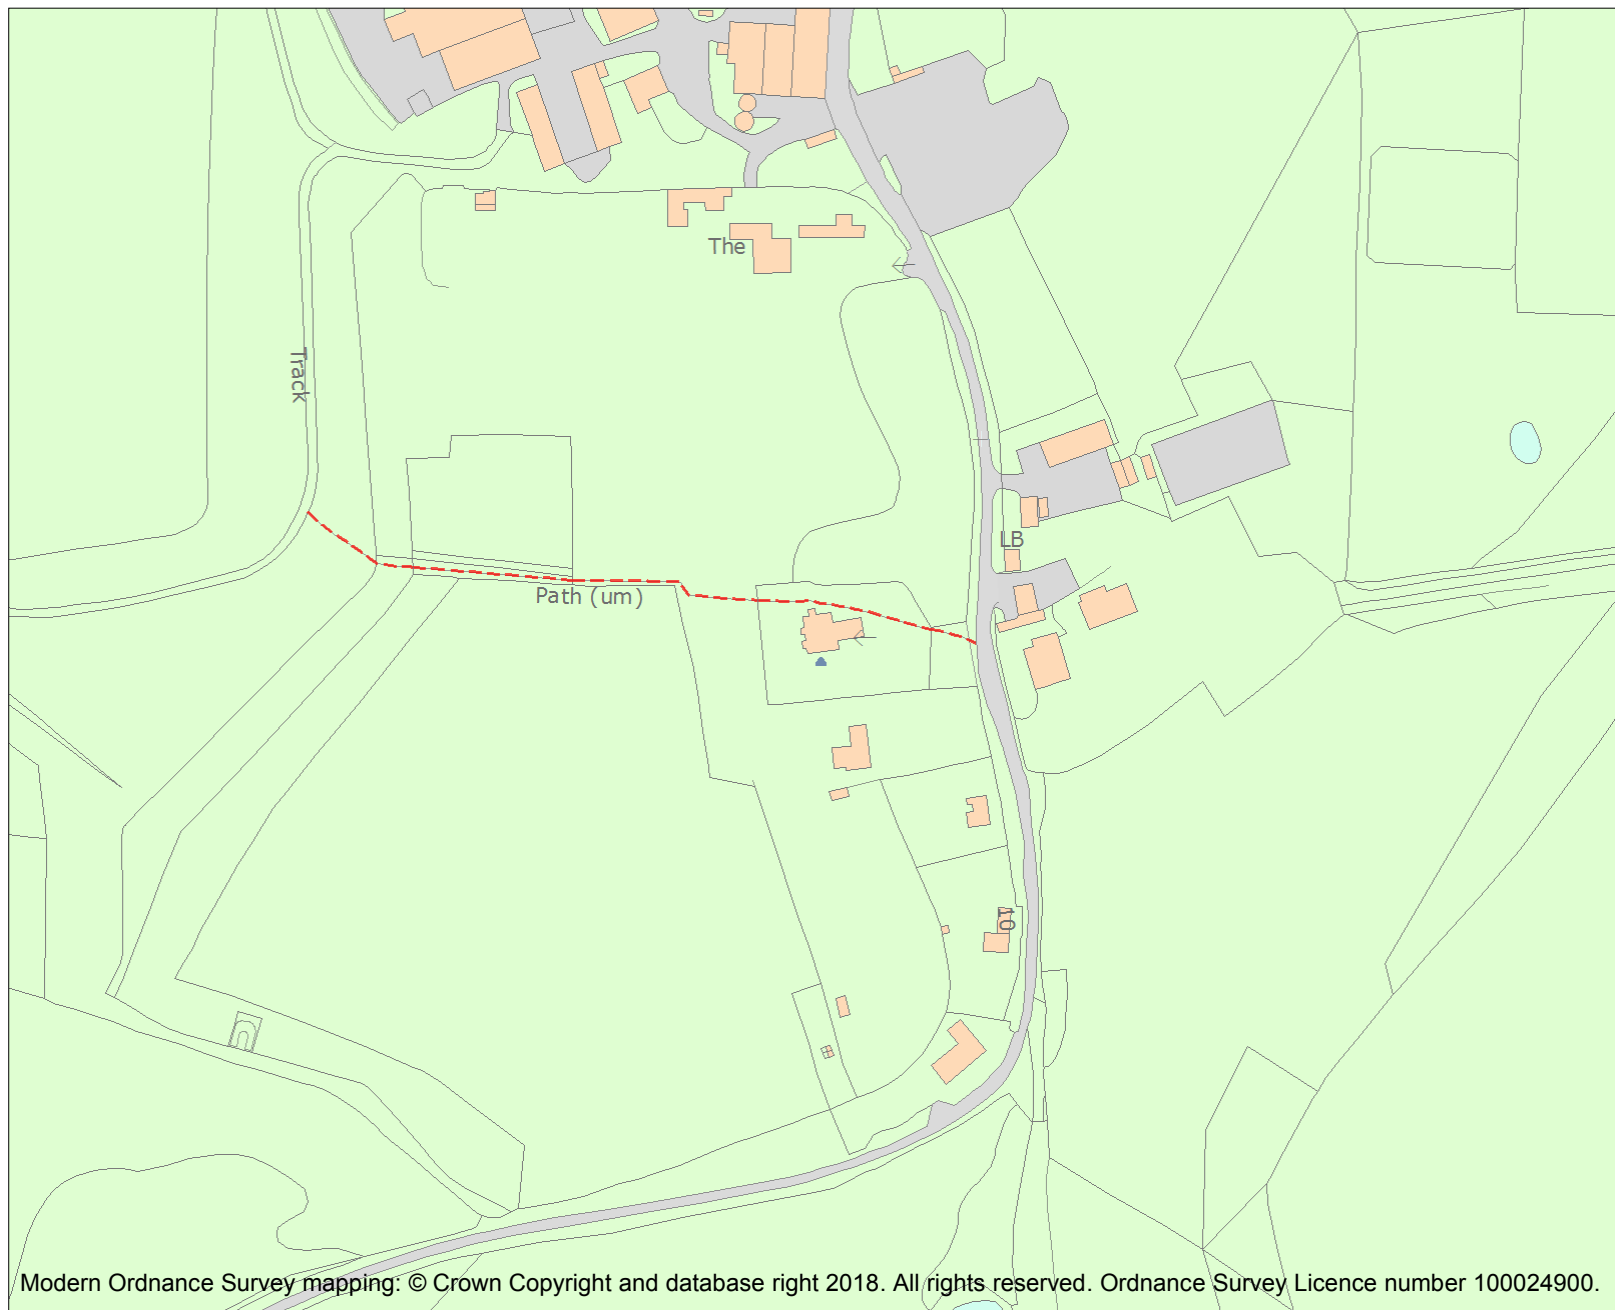 The
Track
LB
Path (um)
10
Modern Ordnance Survey mapping: © Crown Copyright and database right 2018. All rights reserved. Ordnance Survey Licence number 100024900.